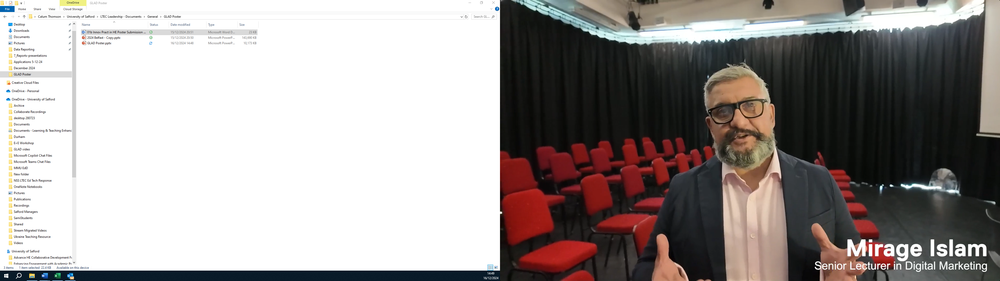 OneDrive
GLAD Poster
File
Home
Share
View
Cloud Storage
Calum Thomson > University of Salford > LTEC Leadership - Documents > General > GLAD Poster
Search GL...
Desktop
Downloads
Documents
Pictures
Data Reporting
7_Reports-presentations
Applications 5-12-24
December 2024
GLAD Poster
Creative Cloud Files
OneDrive - Personal
OneDrive - University of Salford
Archive
Collaborate Recordings
desktop 280723
Documents
Documents - Learning & Teaching Enhanc
Durham
E+E Workshop
GLAD video
Microsoft Copilot Chat Files
Microsoft Teams Chat Files
MMU EdD
New folder
NSS LTEC Ed Tech Response
OneNote Notebooks
Pictures
Publications
Recordings
Salford Managers
SamiStudents
Shared
Stream Migrated Videos
Ukraine Teaching Resource
Videos
University of Salford
Advance HE Collaborative Development Fu
Enhancing Engagement with Academic Pr
Name Status Date modified Type Size
01b Innov Pract in HE Poster Submission ... 15/12/2024 20:51 Microsoft Word D... 23 KB
2024 Belfast - Copy.pptx 15/12/2024 20:50 Microsoft PowerP... 143,690 KB
GLAD Poster.pptx 16/12/2024 14:48 Microsoft PowerP... 10,173 KB
3 items 1 item selected 22.4 KB Available on this device
14:49
16/12/2024
Mirage Islam
Senior Lecturer in Digital Marketing